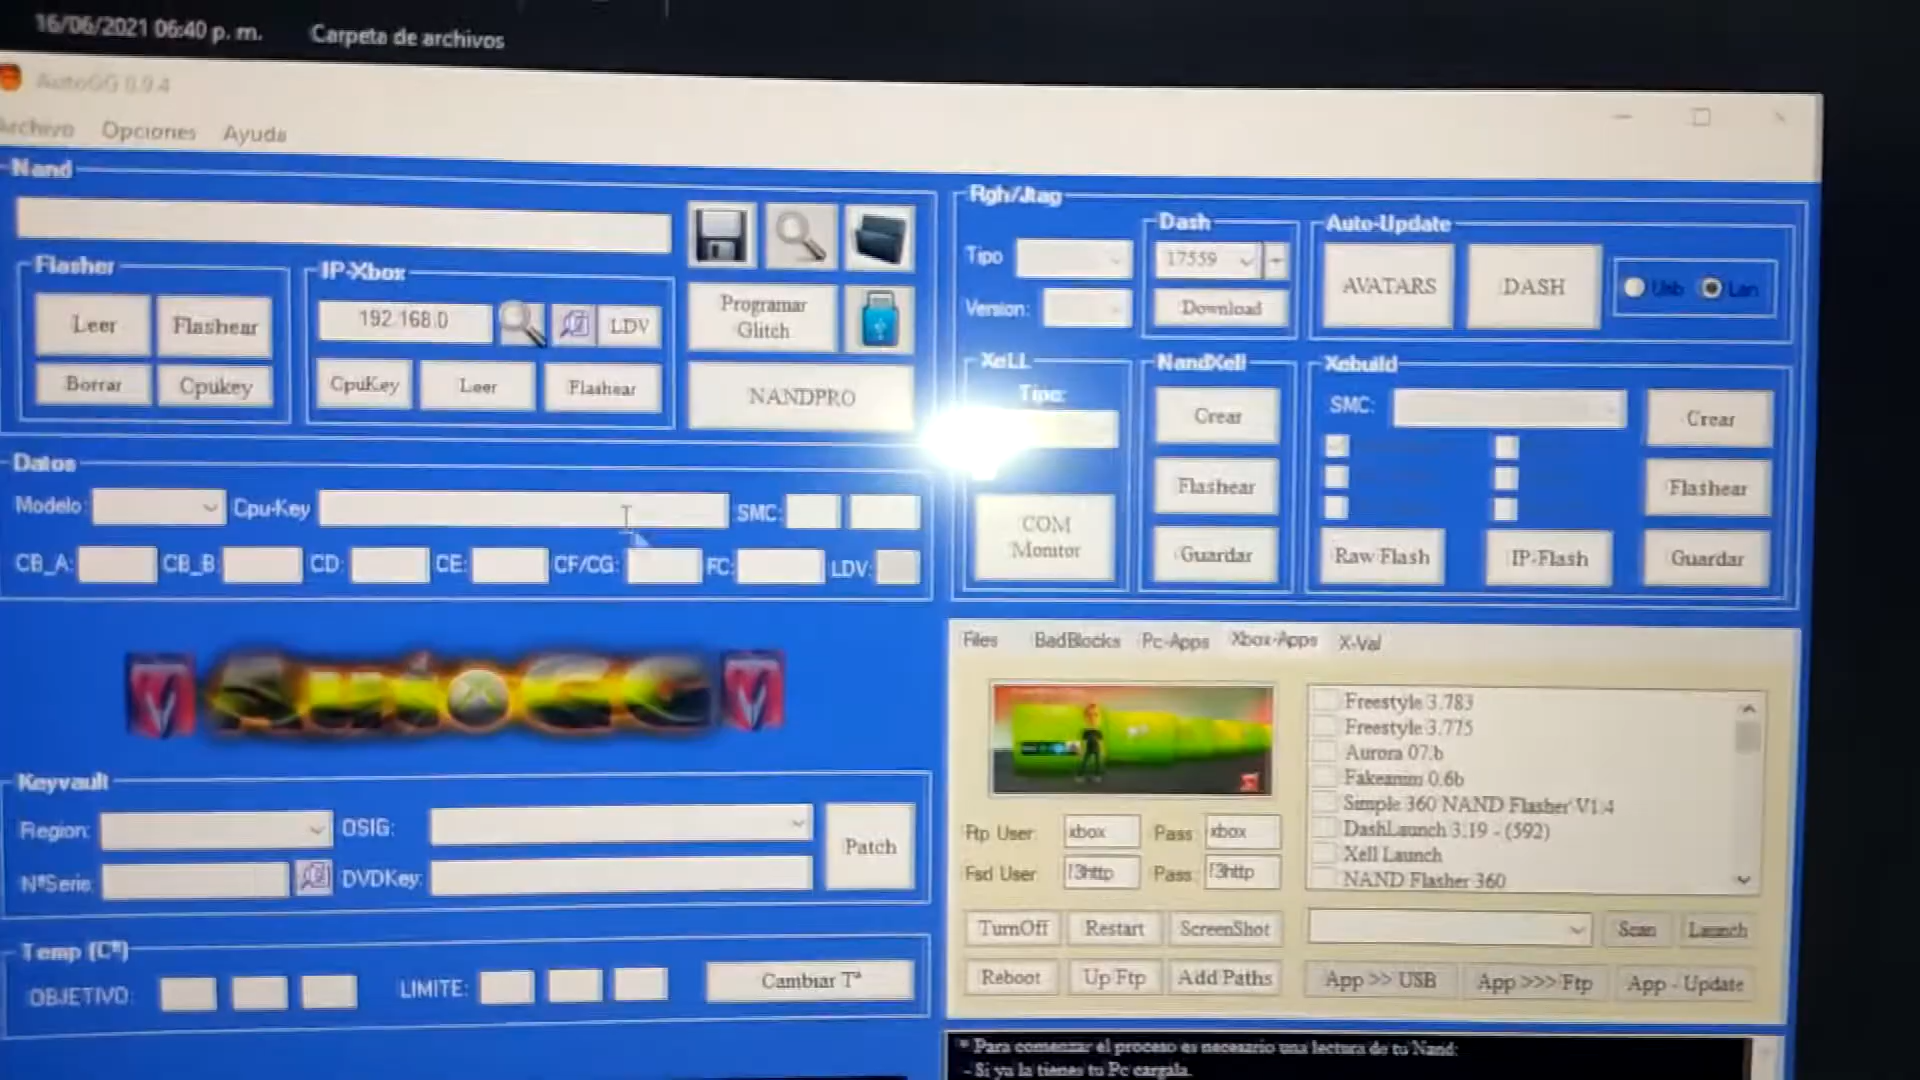 16/06/2021 06:40 p. m. Carpeta de archivos
AutoGG 0.9.4
Archivo Opciones Ayuda
Nand
Flasher
Leer Flashear
Borrar Cpukey
IP-Xbox
192.168.0 LDV
CpuKey Leer Flashear
Programar
Glitch
NANDPRO
Rgh/Jtag
Tipo
Version:
Dash
17559
Download
Auto-Update
AVATARS DASH Usb Lan
XeLL
Tipo:
COM
Monitor
NandXell
Crear
Flashear
Guardar
Xebuild
SMC: Crear
Flashear
Raw Flash IP-Flash Guardar
Datos
Modelo Cpu-Key SMC:
CB_A: CB_B: CD: CE: CF/CG: FC: LDV:
AutoGG
Keyvault
Region: OSIG: Patch
NºSerie: DVDKey:
Temp (Cº)
OBJETIVO: LIMITE: Cambiar Tª
Files BadBlocks Pc-Apps Xbox-Apps X-Val
Freestyle 3.783
Freestyle 3.775
Aurora 07.b
Fakeanim 0.6b
Simple 360 NAND Flasher V1.4
DashLaunch 3.19 - (592)
Xell Launch
NAND Flasher 360
Ftp User: xbox Pass: xbox
Fsd User f3http Pass: f3http
TurnOff Restart ScreenShot Scan Launch
Reboot Up Ftp Add Paths App >> USB App >>> Ftp App - Update
* Para comenzar el proceso es necesario una lectura de tu Nand:
- Si ya la tienes tu Pc cargala.